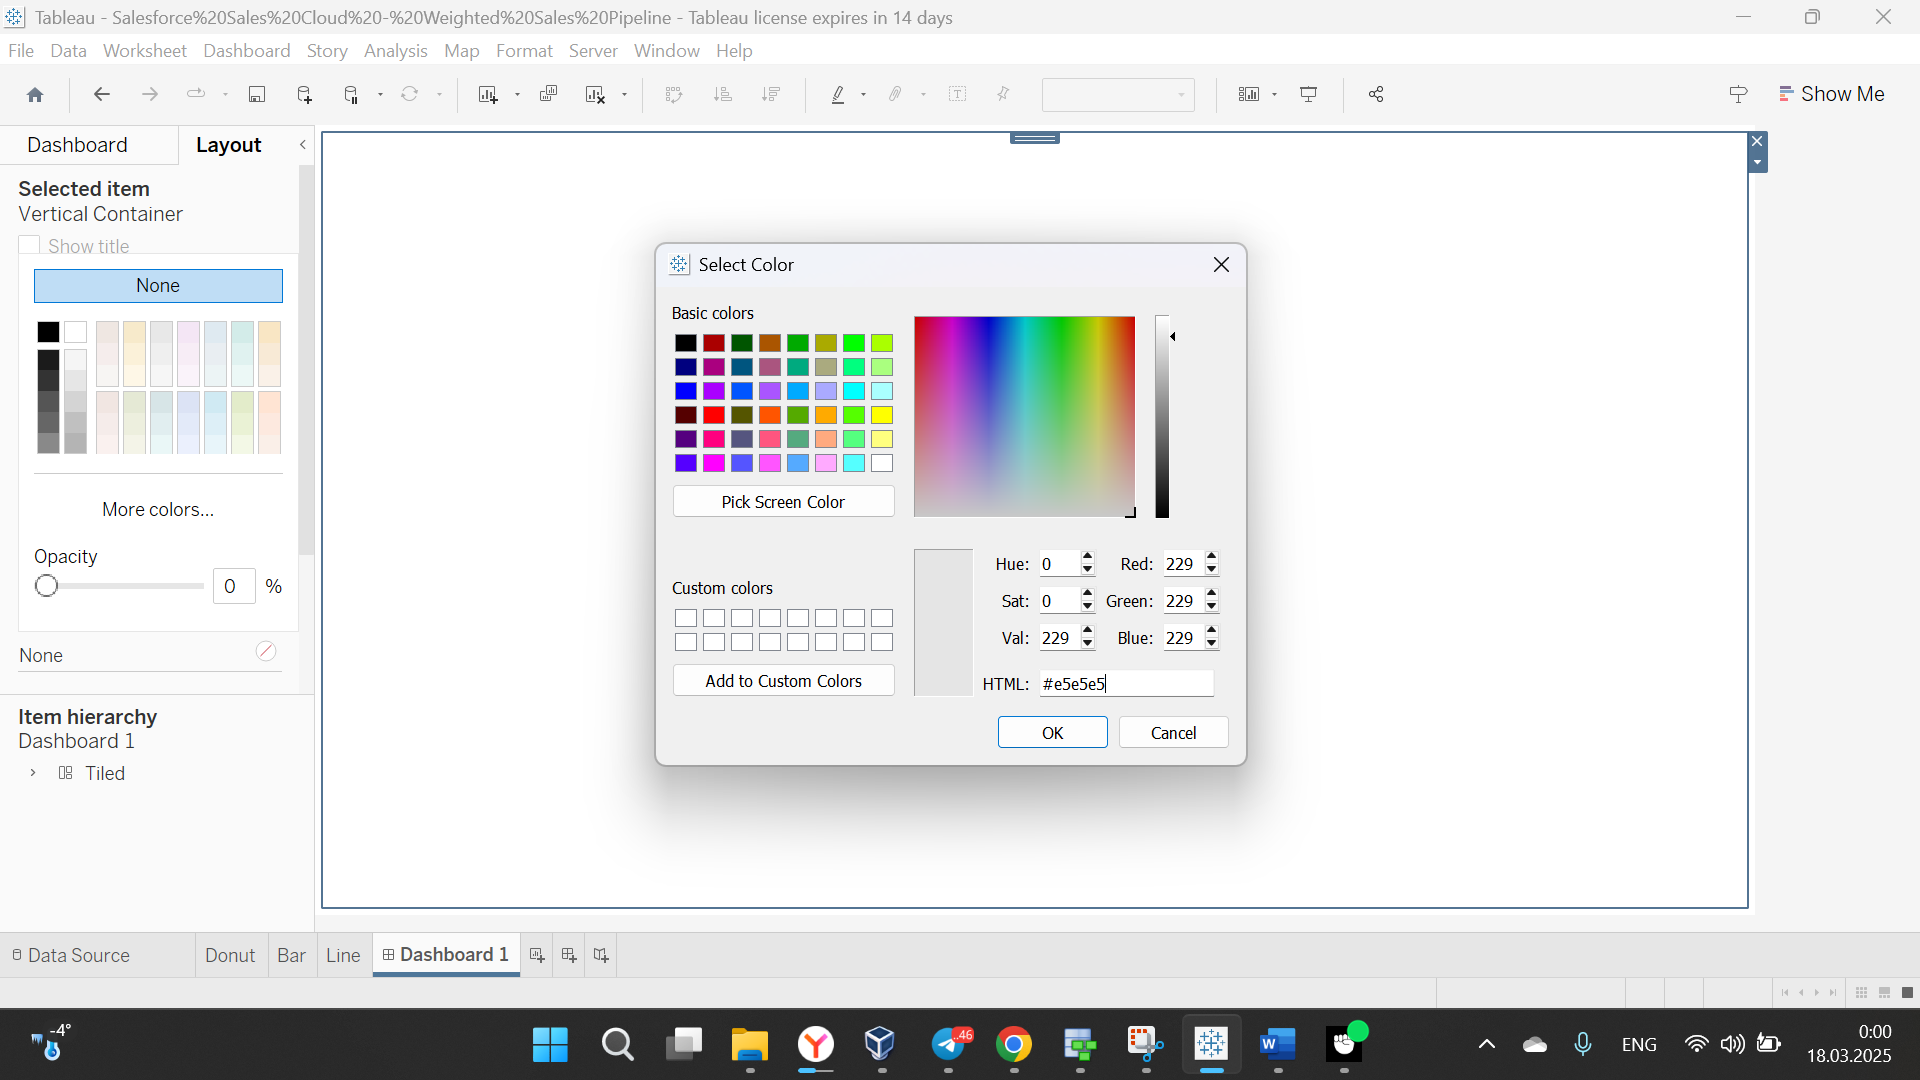 Tableau - Salesforce%20Sales%20Cloud%20-%20Weighted%20Sales%20Pipeline - Tableau license expires in 14 days
File Data Worksheet Dashboard Story Analysis Map Format Server Window Help
Show Me
Dashboard Layout
Selected item
Vertical Container
Show title
None
More colors...
Opacity
0 %
None
Item hierarchy
Dashboard 1
Tiled
Select Color
Basic colors
Pick Screen Color
Custom colors
Add to Custom Colors
Hue: 0 Red: 229
Sat: 0 Green: 229
Val: 229 Blue: 229
HTML: #e5e5e5
OK Cancel
Data Source Donut Bar Line Dashboard 1
-4°
..46
ENG
0:00
18.03.2025